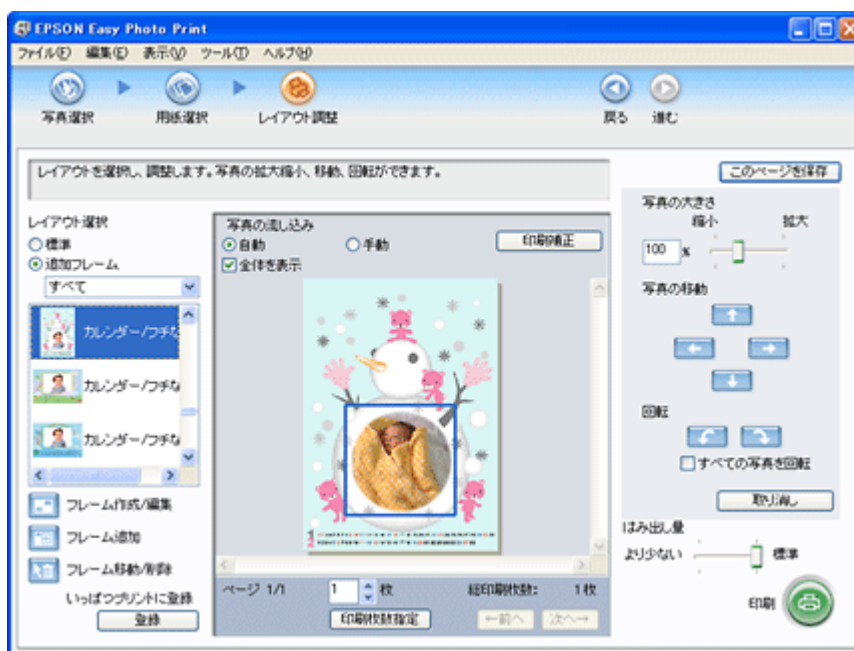 EPSON Easy Photo Print
ファイル(F) 編集(E) 表示(V) ツール(T) ヘルプ(H)
写真選択 用紙選択 レイアウト調整 戻る 進む
レイアウトを選択し、調整します。写真の拡大縮小、移動、回転ができます。
このページを保存
レイアウト選択
標準
追加フレーム
すべて
カレンダー/フチな
カレンダー/フチな
カレンダー/フチな
フレーム作成/編集
フレーム追加
フレーム移動/削除
いっぱつプリントに登録
登録
写真の流し込み
自動 手動
全体を表示
印刷補正
12
ページ 1/1 1 枚 総印刷枚数: 1 枚
印刷枚数指定 ←前へ 次へ→
写真の大きさ
縮小 拡大
100 %
写真の移動
回転
すべての写真を回転
取り消し
はみ出し量
より少ない 標準
印刷